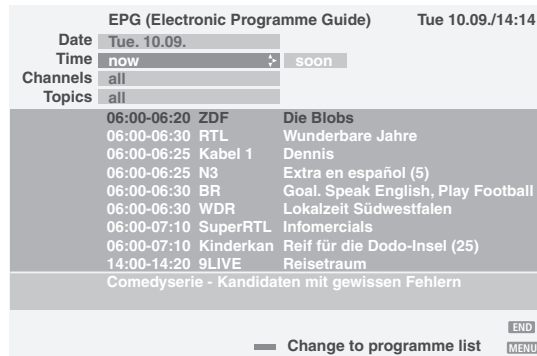 EPG (Electronic Programme Guide) Tue 10.09./14:14
Date Tue. 10.09.
Time now soon
Channels all
Topics all
06:00-06:20 ZDF Die Blobs
06:00-06:30 RTL Wunderbare Jahre
06:00-06:25 Kabel 1 Dennis
06:00-06:25 N3 Extra en español (5)
06:00-06:30 BR Goal. Speak English, Play Football
06:00-06:30 WDR Lokalzeit Südwestfalen
06:00-07:10 SuperRTL Infomercials
06:00-07:10 Kinderkan Reif für die Dodo-Insel (25)
14:00-14:20 9LIVE Reisetraum
Comedyserie - Kandidaten mit gewissen Fehlern
END
Change to programme list MENU